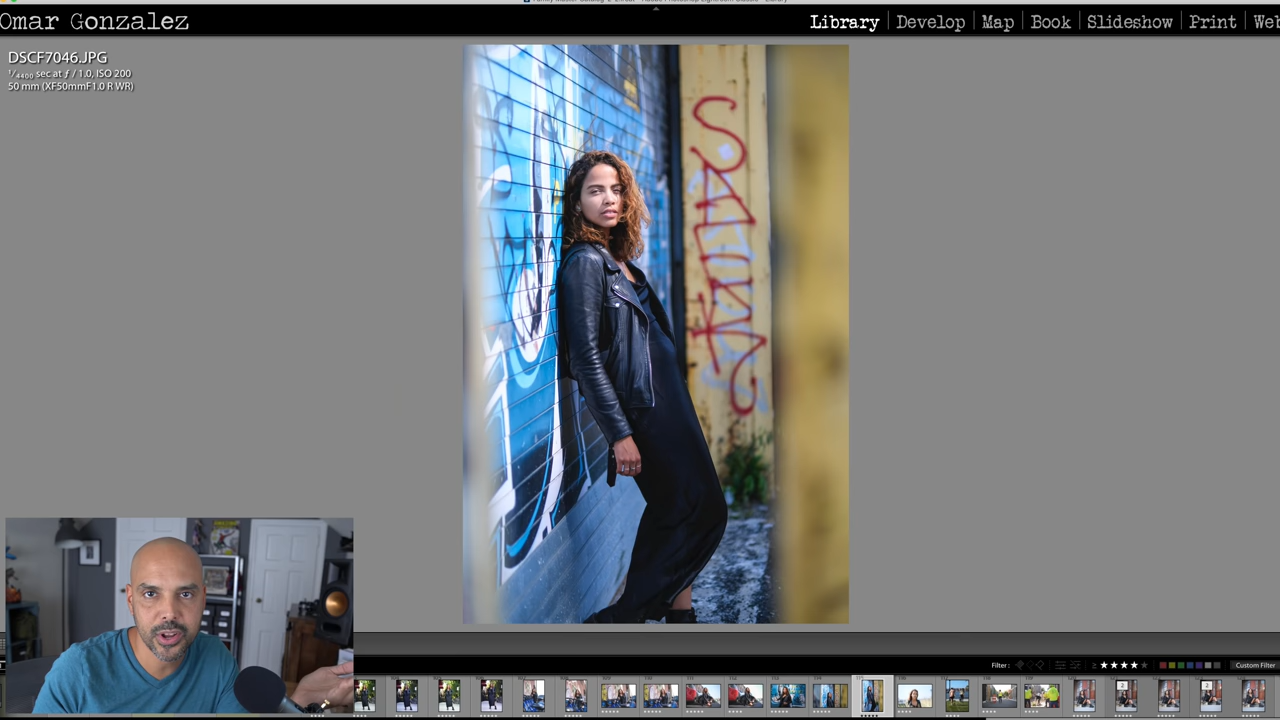 Omar Gonzalez
Library | Develop | Map | Book | Slideshow | Print | Web
DSCF7046.JPG
1/4400 sec at ƒ / 1.0, ISO 200
50 mm (XF50mmF1.0 R WR)
Filter :
Custom Filter